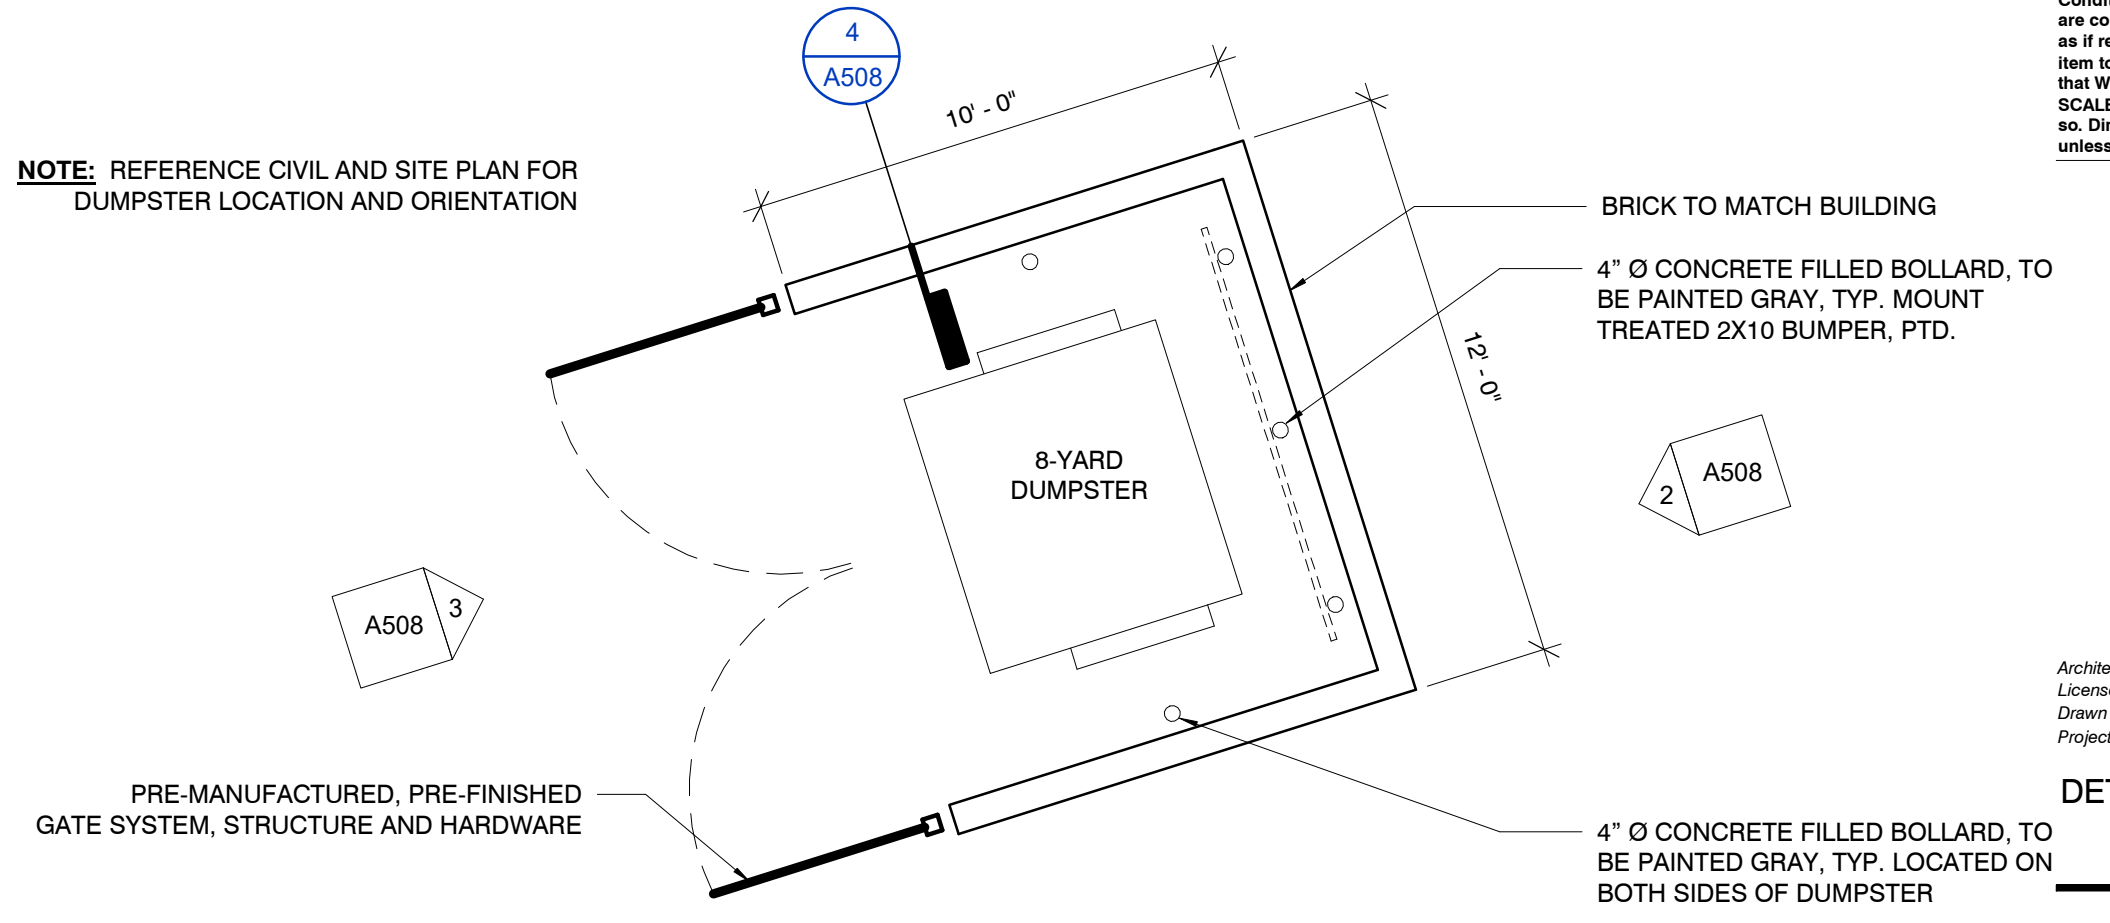 4
A508
10' - 0"
NOTE: REFERENCE CIVIL AND SITE PLAN FOR
DUMPSTER LOCATION AND ORIENTATION
BRICK TO MATCH BUILDING
4” Ø CONCRETE FILLED BOLLARD, TO
BE PAINTED GRAY, TYP. MOUNT
TREATED 2X10 BUMPER, PTD.
12' - 0"
8-YARD
DUMPSTER
2
A508
A508
3
PRE-MANUFACTURED, PRE-FINISHED
GATE SYSTEM, STRUCTURE AND HARDWARE
4” Ø CONCRETE FILLED BOLLARD, TO
BE PAINTED GRAY, TYP. LOCATED ON
BOTH SIDES OF DUMPSTER
are co
as if re
item to
that W
SCALE
so. Dir
unless
Archite
License
Drawn
Project
DET